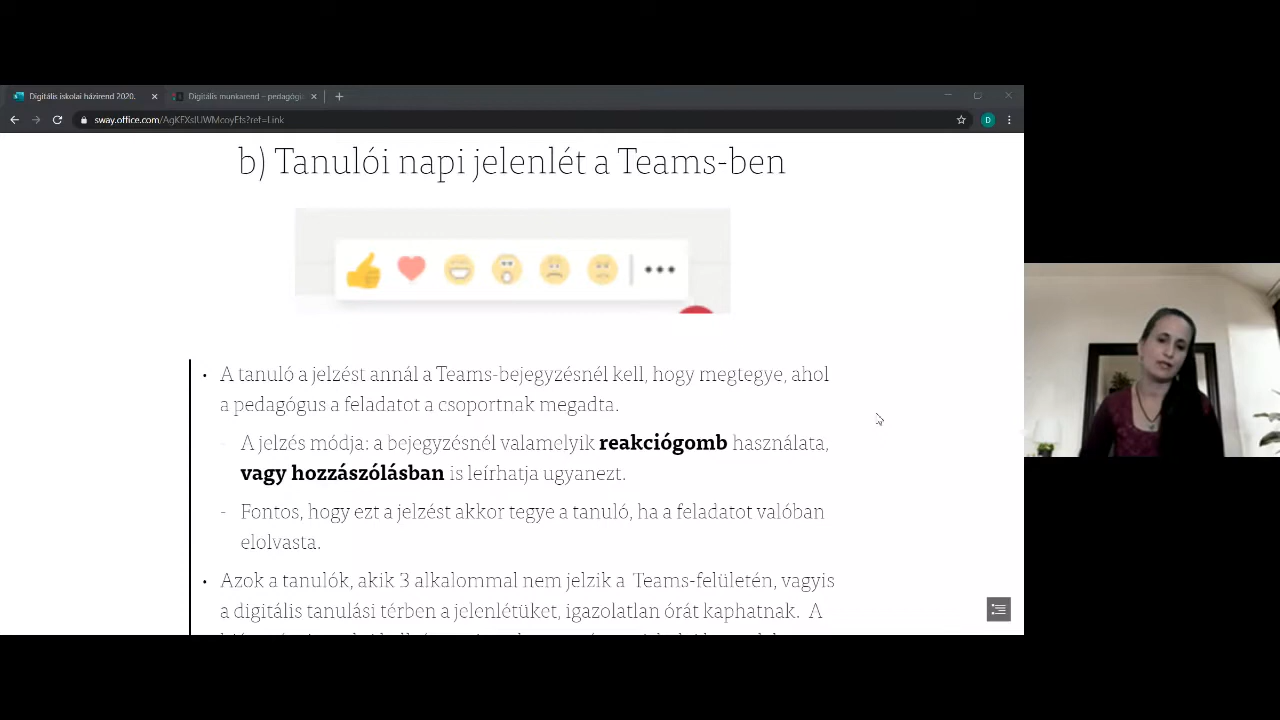 Digitális iskolai házirend 2020.
Digitális munkarend – pedagógi
sway.office.com/AgKFXslUWMcoyEfs?ref=Link
D
b) Tanulói napi jelenlét a Teams-ben
• A tanuló a jelzést annál a Teams-bejegyzésnél kell, hogy megtegye, ahol
a pedagógus a feladatot a csoportnak megadta.
- A jelzés módja: a bejegyzésnél valamelyik reakciógomb használata,
vagy hozzászólásban is leírhatja ugyanezt.
- Fontos, hogy ezt a jelzést akkor tegye a tanuló, ha a feladatot valóban
elolvasta.
• Azok a tanulók, akik 3 alkalommal nem jelzik a Teams-felületén, vagyis
a digitális tanulási térben a jelenlétüket, igazolatlan órát kaphatnak. A